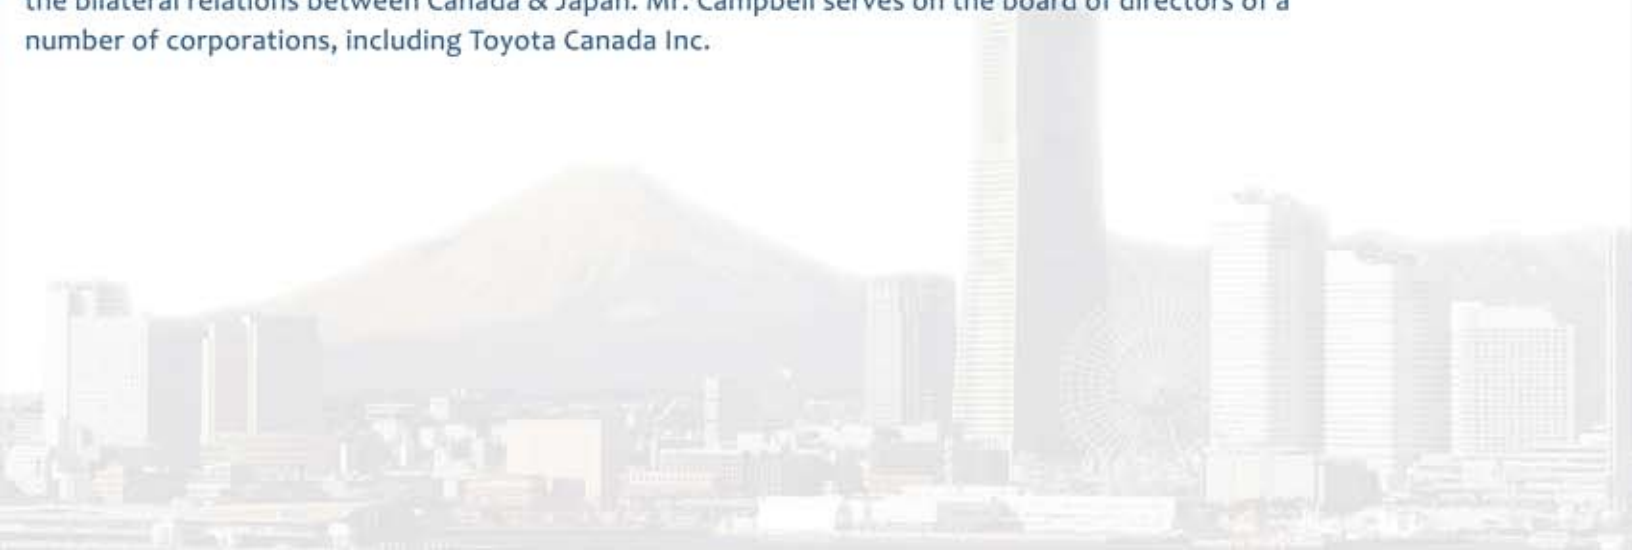 the bilateral relations between Canada & Japan. Mr. Campbell serves on the board of directors of a
number of corporations, including Toyota Canada Inc.